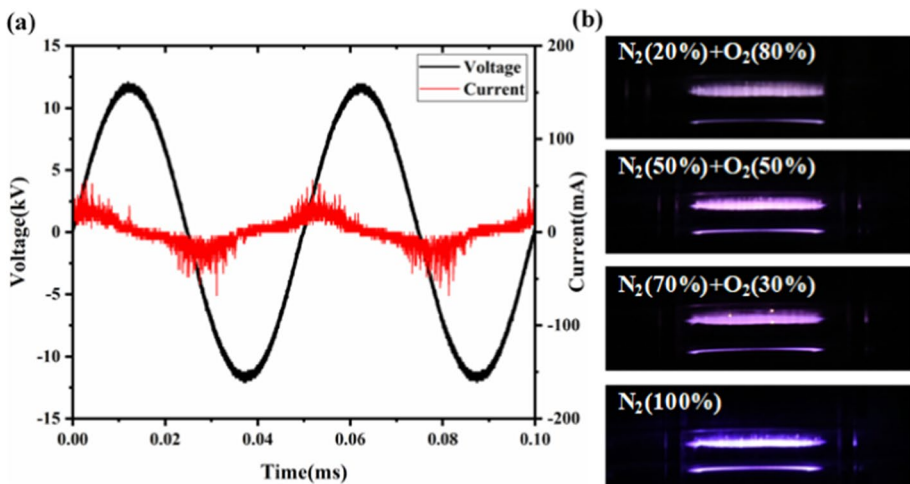 (a)
15
10
5
0
-5
-10
-15
Voltage(kV)
Voltage
Current
200
100
0
-100
-200
Current(mA)
0.00
0.02
0.04
0.06
0.08
0.10
Time(ms)
(b)
N₂(20%)+O₂(80%)
N₂(50%)+O₂(50%)
N₂(70%)+O₂(30%)
N₂(100%)